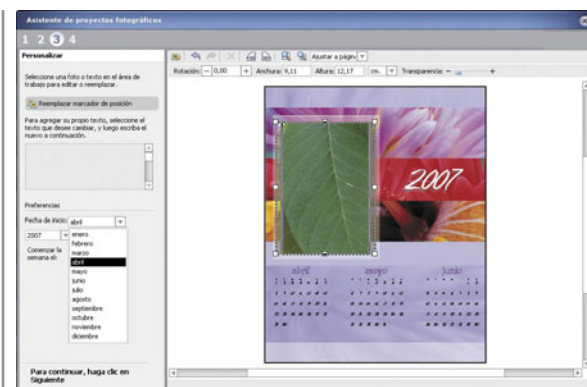 Asistente de proyectos fotográficos
1 2 3 4
Personalizar
Ajustar a págin
Rotación: 0,00 Anchura: 9,11 Altura: 12,17 cm. Transparencia:
Seleccione una foto o texto en el área de
trabajo para editar o reemplazar.
Reemplazar marcador de posición
Para agregar su propio texto, seleccione el
texto que desee cambiar, y luego escriba el
nuevo a continuación.
Preferencias
Fecha de inicio: abril
2007
Comenzar la
semana el:
enero
febrero
marzo
abril
mayo
junio
julio
agosto
septiembre
octubre
noviembre
diciembre
Para continuar, haga clic en
Siguiente
2007
abril mayo junio